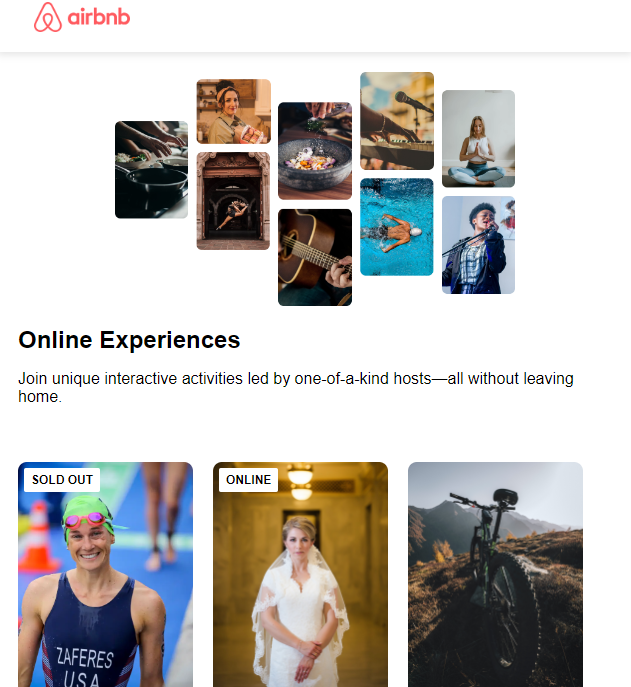 airbnb
Online Experiences
Join unique interactive activities led by one-of-a-kind hosts—all without leaving
home.
SOLD OUT
ONLINE
ZAFERES
USA